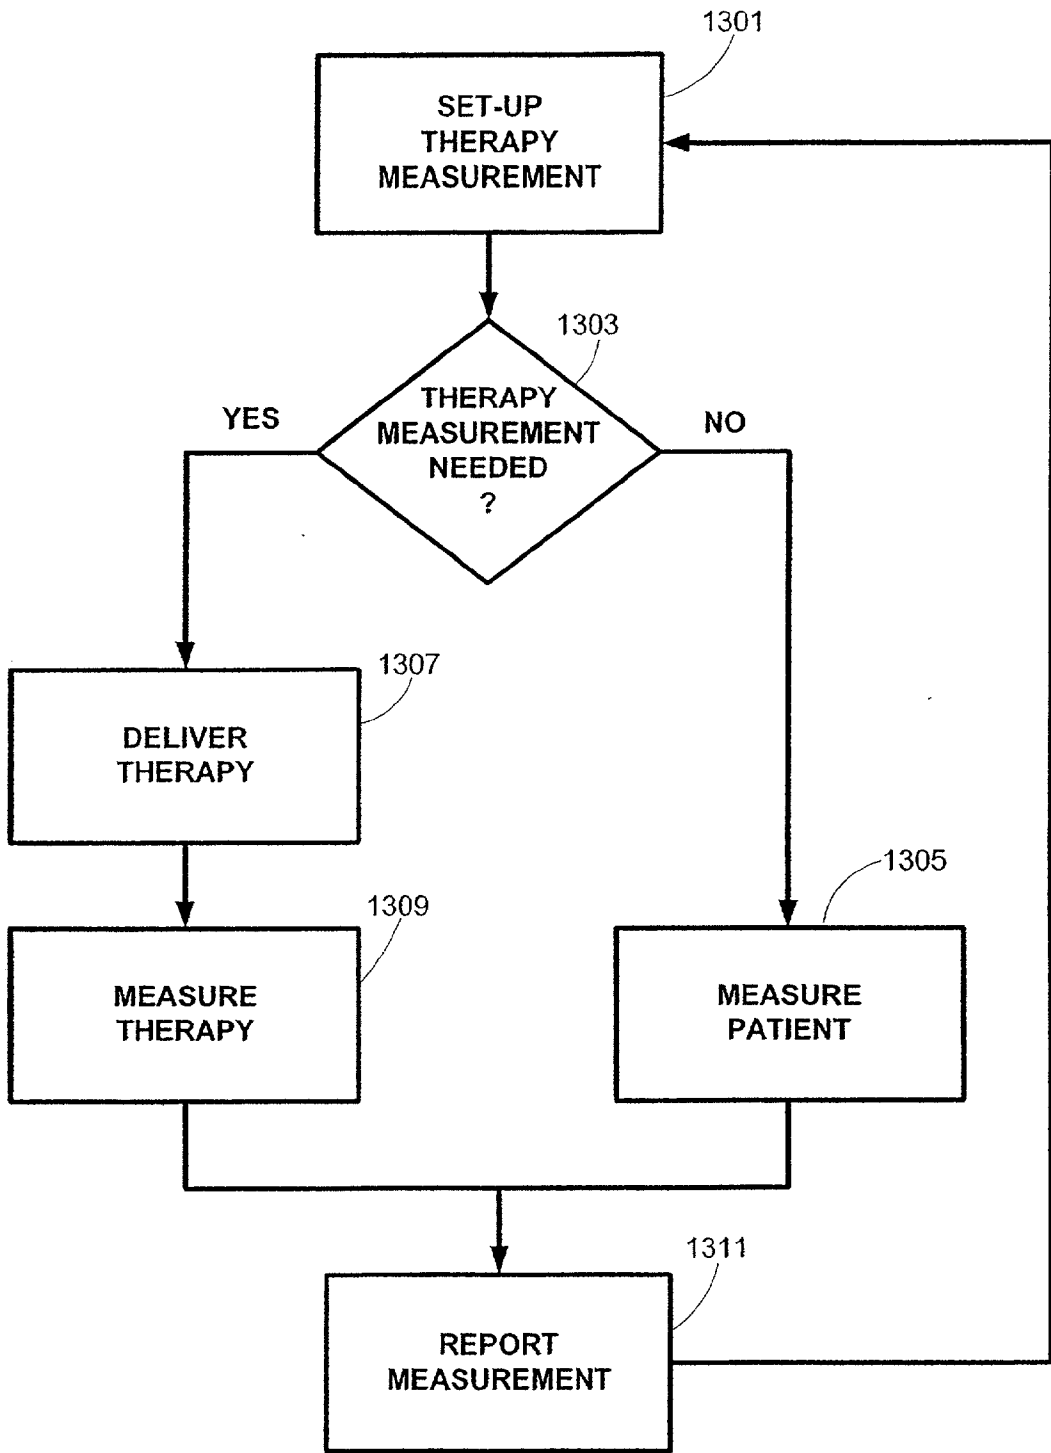 1301
SET-UP
THERAPY
MEASUREMENT
1303
THERAPY
MEASUREMENT
NEEDED
?
YES
NO
1307
DELIVER
THERAPY
1305
1309
MEASURE
THERAPY
MEASURE
PATIENT
1311
REPORT
MEASUREMENT